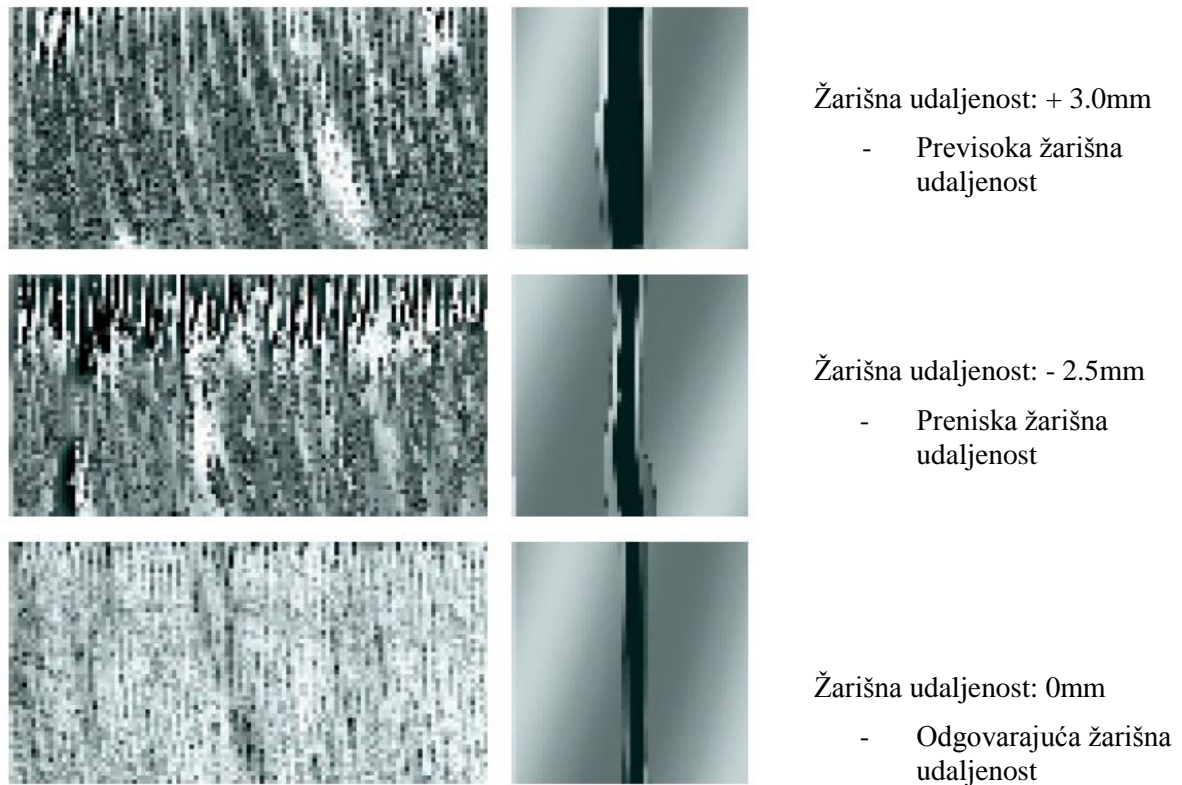 Žarišna udaljenost: + 3.0mm
- Previsoka žarišna
udaljenost
Žarišna udaljenost: - 2.5mm
- Preniska žarišna
udaljenost
Žarišna udaljenost: 0mm
- Odgovarajuća žarišna
udaljenost